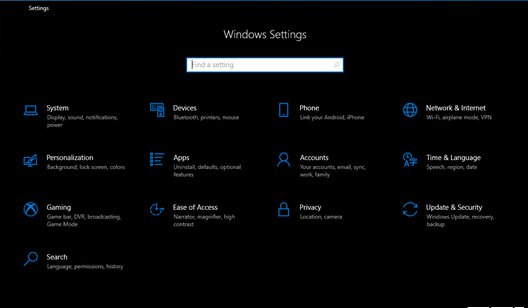 Settings
Windows Settings
Find a setting
System
Display, sound, notifications,
power
Devices
Bluetooth, printers, mouse
Phone
Link your Android, iPhone
Network & Internet
Wi-Fi, airplane mode, VPN
Personalization
Background, lock screen, colors
Apps
Uninstall, defaults, optional
features
Accounts
Your accounts, email, sync,
work, family
Time & Language
Speech, region, date
Gaming
Game bar, DVR, broadcasting,
Game Mode
Ease of Access
Narrator, magnifier, high
contrast
Privacy
Location, camera
Update & Security
Windows Update, recovery,
backup
Search
Language, permissions, history